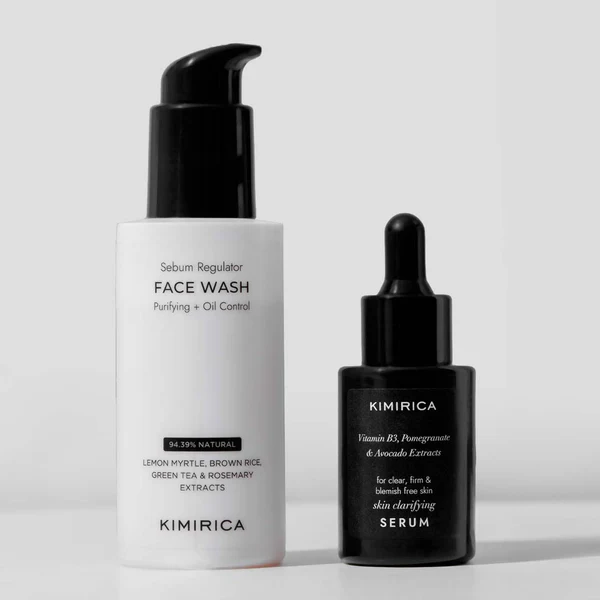 Sebum Regulator
FACE WASH
Purifying + Oil Control
94.39% NATURAL
LEMON MYRTLE, BROWN RICE,
GREEN TEA & ROSEMARY
EXTRACTS
KIMIRICA
KIMIRICA
Vitamin B3, Pomegranate
& Avocado Extracts
for clear, firm &
blemish free skin
skin clarifying
SERUM